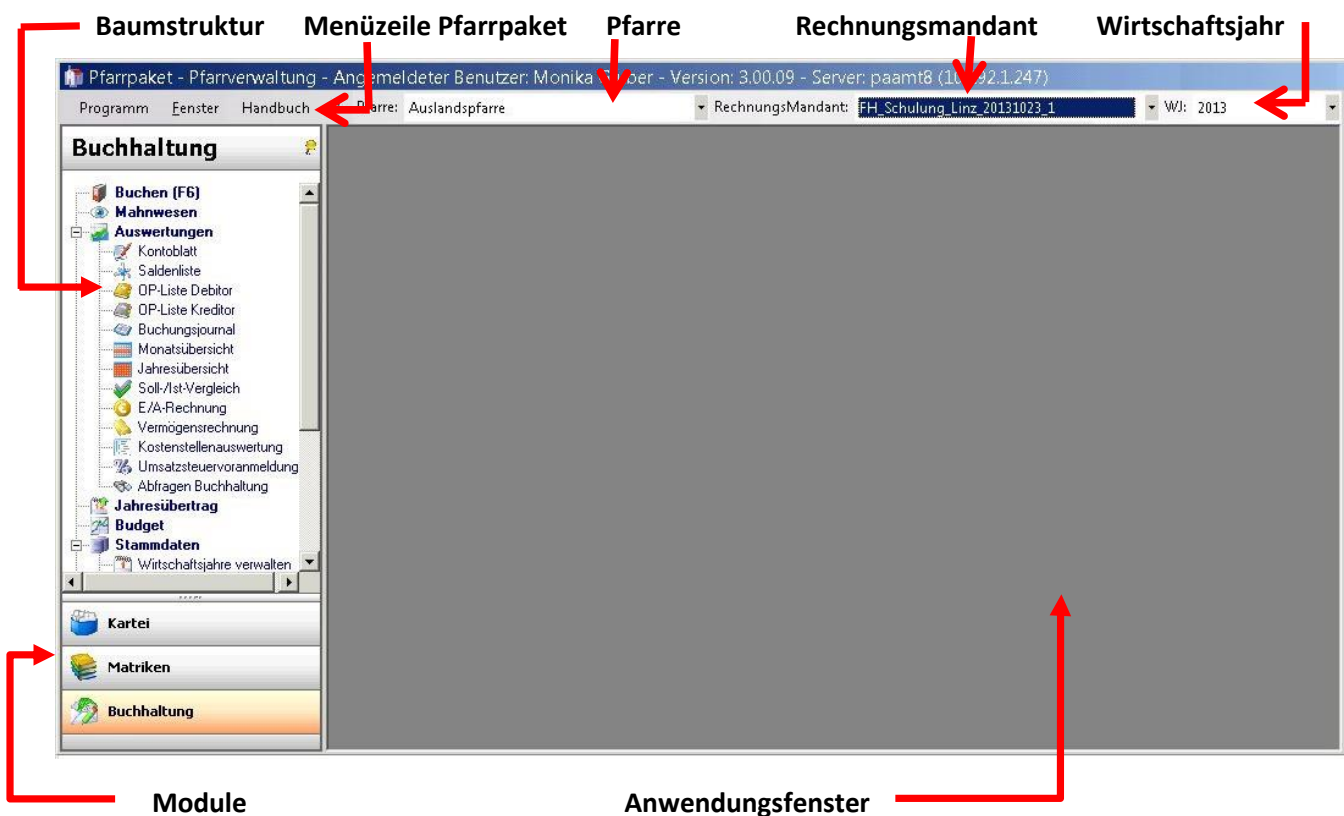 Baumstruktur Menüzeile Pfarrpaket Pfarre Rechnungsmandant Wirtschaftsjahr
Pfarrpaket - Pfarrverwaltung - Angemeldeter Benutzer: Monika - Version: 3.00.09 - Server: paamt8
Programm Fenster Handbuch Pfarre: Auslandspfarre RechnungsMandant: FH_Schulung_Linz_20131023_1 WJ: 2013
Buchhaltung
Buchen (F6)
Mahnwesen
Auswertungen
Kontoblatt
Saldenliste
OP-Liste Debitor
OP-Liste Kreditor
Buchungsjournal
Monatsübersicht
Jahresübersicht
Soll-/Ist-Vergleich
E/A-Rechnung
Vermögensrechnung
Kostenstellenauswertung
Umsatzsteuervoranmeldung
Abfragen Buchhaltung
Jahresübertrag
Budget
Stammdaten
Wirtschaftsjahre verwalten
Kartei
Matriken
Buchhaltung
Module Anwendungsfenster